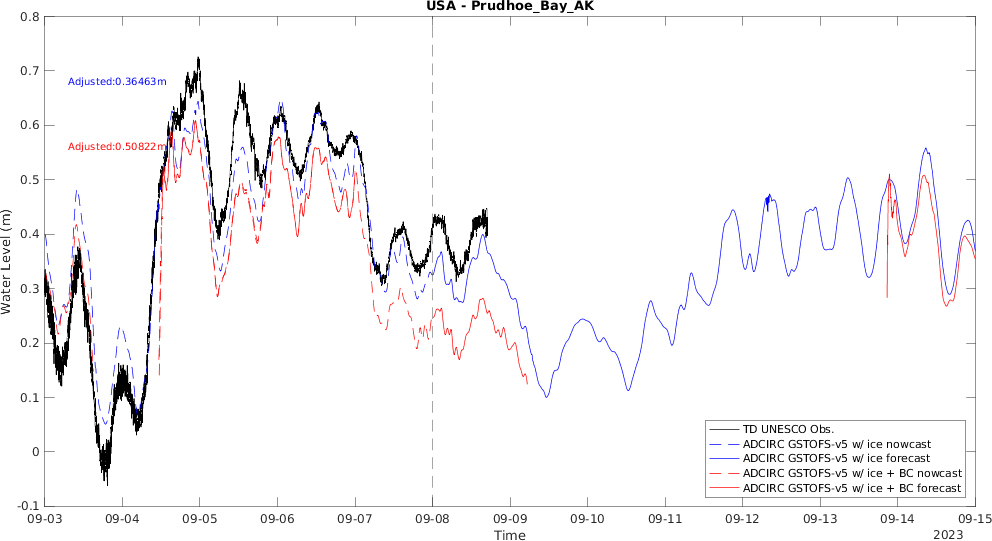 USA - Prudhoe_Bay_AK
0.8
0.7
0.6
0.5
0.4
0.3
0.2
0.1
0
-0.1
Water Level (m)
Adjusted:0.36463m
Adjusted:0.50822m
TD UNESCO Obs.
ADCIRC GSTOFS-v5 w/ ice nowcast
ADCIRC GSTOFS-v5 w/ ice forecast
ADCIRC GSTOFS-v5 w/ ice + BC nowcast
ADCIRC GSTOFS-v5 w/ ice + BC forecast
09-03 09-04 09-05 09-06 09-07 09-08 09-09 09-10 09-11 09-12 09-13 09-14 09-15
Time
2023